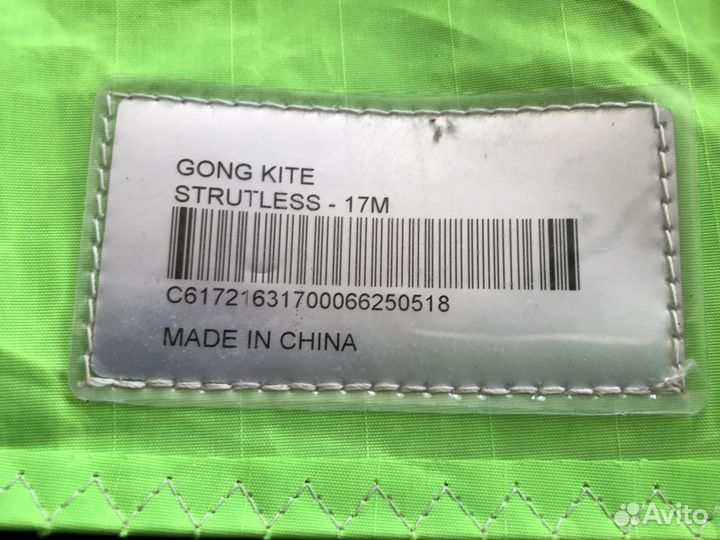 GONG KITE
STRUTLESS - 17M
C61721631700066250518
MADE IN CHINA
Avito